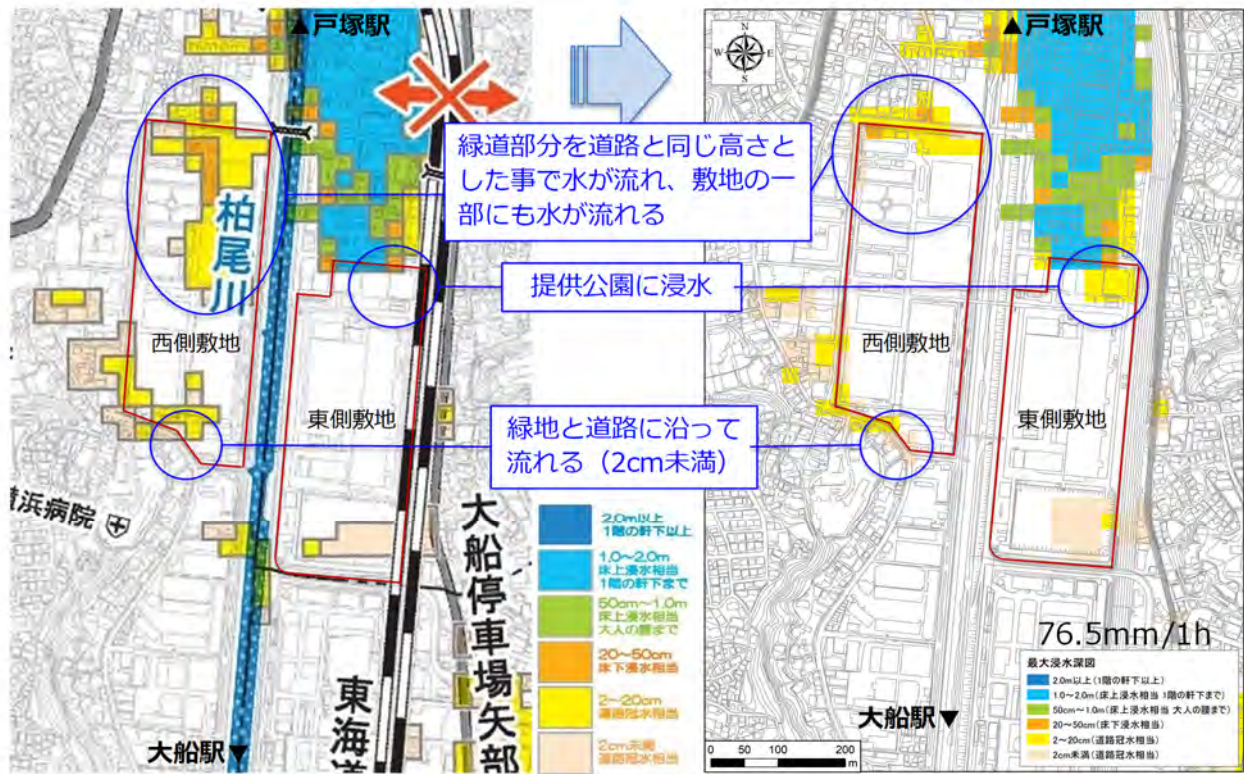 ▲戸塚駅
柏尾川
西側敷地
東側敷地
横浜病院
大船停車場矢部
東海道
大船駅▼
緑道部分を道路と同じ高さと
した事で水が流れ、敷地の一
部にも水が流れる
提供公園に浸水
緑地と道路に沿って
流れる（2cm未満）
2.0m以上
1階の軒下以上
1.0～2.0m
床上浸水相当
1階の軒下まで
50cm～1.0m
床上浸水相当
大人の腰まで
20～50cm
床下浸水相当
2～20cm
道路冠水相当
2cm未満
道路冠水相当
▲戸塚駅
N
W E
S
西側敷地
東側敷地
76.5mm/1h
最大浸水深図
2.0m以上(1階の軒下以上)
1.0～2.0m(床上浸水相当 1階の軒下まで)
50cm～1.0m(床上浸水相当 大人の腰まで)
20～50cm(床下浸水相当)
2～20cm(道路冠水相当)
2cm未満(道路冠水相当)
大船駅▼
0 50 100 200
m